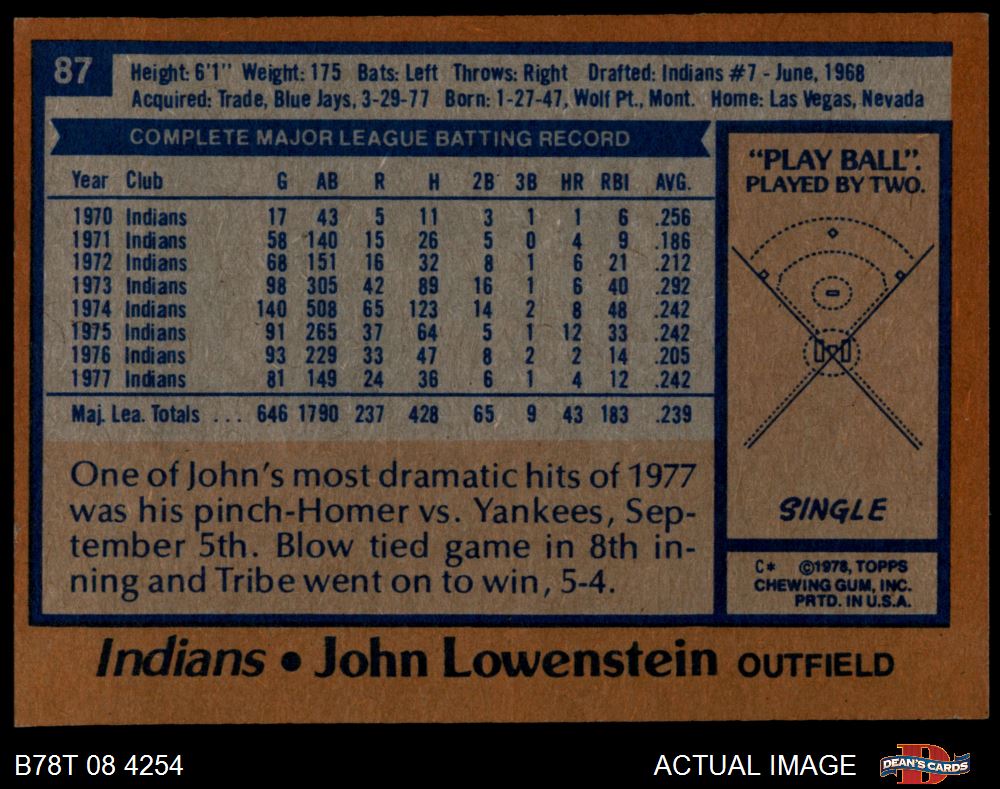 87
Height: 6'1" Weight: 175 Bats: Left Throws: Right Drafted: Indians #7 - June, 1968
Acquired: Trade, Blue Jays, 3-29-77 Born: 1-27-47, Wolf Pt., Mont. Home: Las Vegas, Nevada
COMPLETE MAJOR LEAGUE BATTING RECORD
Year Club G AB R H 2B 3B HR RBI AVG.
1970 Indians 17 43 5 11 3 1 1 6 .256
1971 Indians 58 140 15 26 5 0 4 9 .186
1972 Indians 68 151 16 32 8 1 6 21 .212
1973 Indians 98 305 42 89 16 1 6 40 .292
1974 Indians 140 508 65 123 14 2 8 48 .242
1975 Indians 91 265 37 64 5 1 12 33 .242
1976 Indians 93 229 33 47 8 2 2 14 .205
1977 Indians 81 149 24 36 6 1 4 12 .242
Maj. Lea. Totals ... 646 1790 237 428 65 9 43 183 .239
One of John's most dramatic hits of 1977
was his pinch-Homer vs. Yankees, Sep-
tember 5th. Blow tied game in 8th in-
ning and Tribe went on to win, 5-4.
"PLAY BALL".
PLAYED BY TWO.
SINGLE
C* ©1978, TOPPS
CHEWING GUM, INC.
PRTD. IN U.S.A.
Indians • John Lowenstein OUTFIELD
B78T 08 4254
ACTUAL IMAGE
DEAN'S CARDS